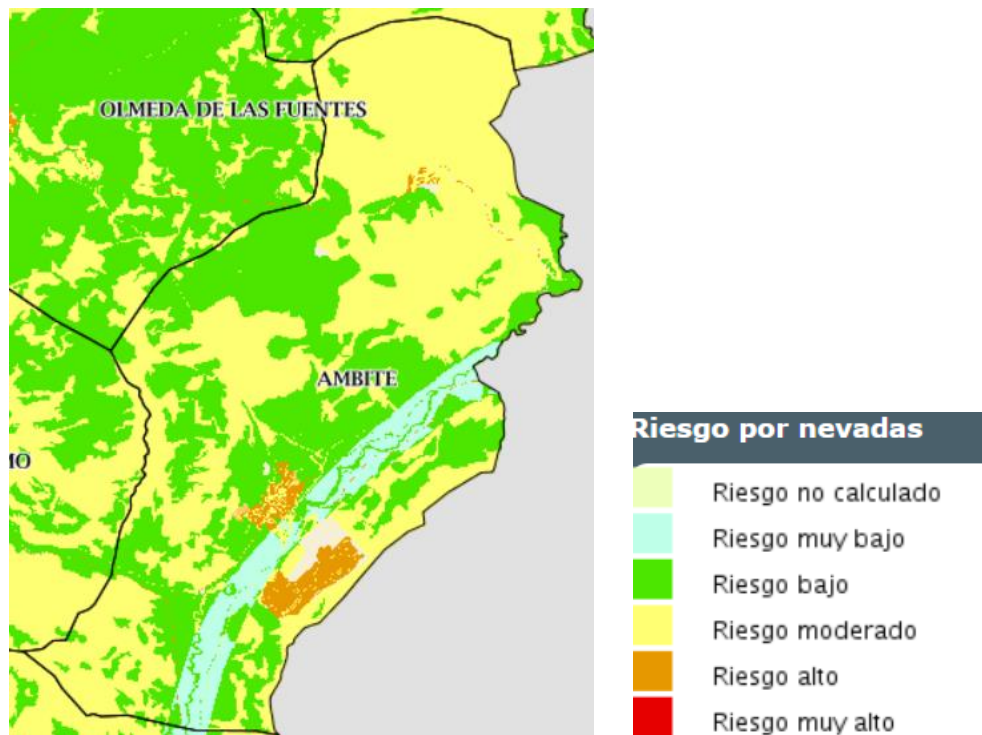 OLMEDA DE LAS FUENTES
AMBITE
MO
Riesgo por nevadas
Riesgo no calculado
Riesgo muy bajo
Riesgo bajo
Riesgo moderado
Riesgo alto
Riesgo muy alto